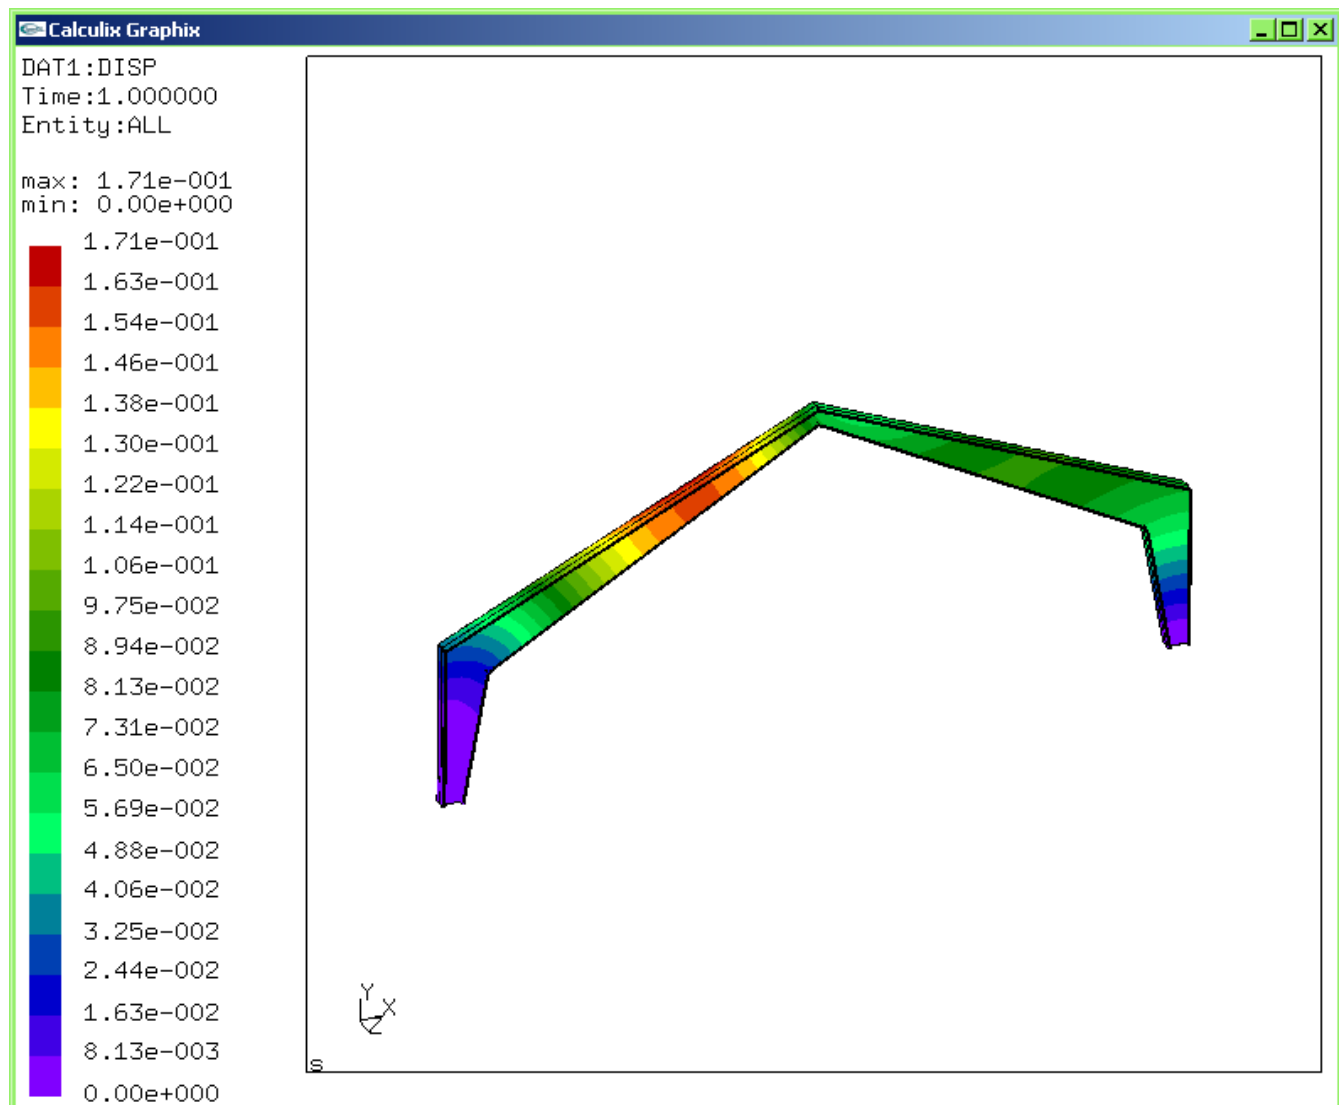 Calculix Graphix
DAT1:DISP
Time:1.000000
Entity:ALL
max: 1.71e-001
min: 0.00e+000
1.71e-001
1.63e-001
1.54e-001
1.46e-001
1.38e-001
1.30e-001
1.22e-001
1.14e-001
1.06e-001
9.75e-002
8.94e-002
8.13e-002
7.31e-002
6.50e-002
5.69e-002
4.88e-002
4.06e-002
3.25e-002
2.44e-002
1.63e-002
8.13e-003
0.00e+000
Y
X
Z
s